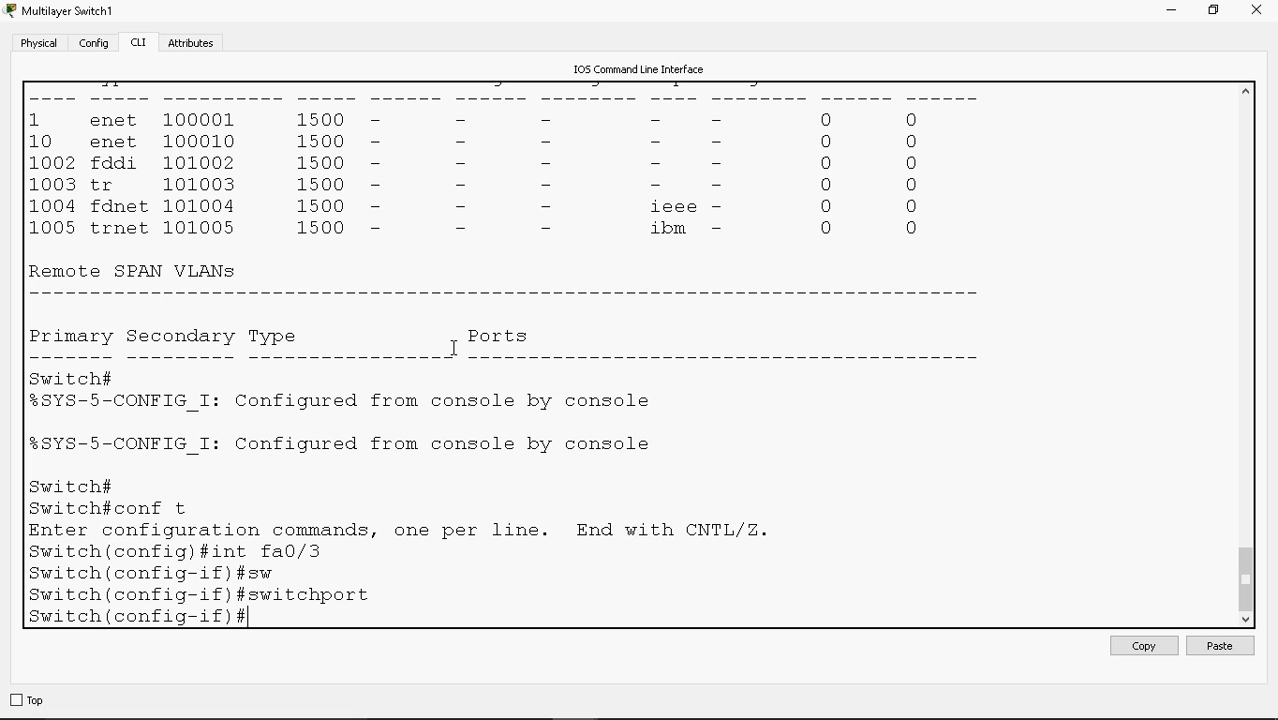 Multilayer Switch1
Physical Config CLI Attributes
IOS Command Line Interface
---- ----- ---------- ----- ------ ------ -------- ---- -------- ------ ------
1    enet  100001     1500  -      -      -        -    -        0      0
10   enet  100010     1500  -      -      -        -    -        0      0
1002 fddi  101002     1500  -      -      -        -    -        0      0
1003 tr    101003     1500  -      -      -        -    -        0      0
1004 fdnet 101004     1500  -      -      -        ieee -        0      0
1005 trnet 101005     1500  -      -      -        ibm  -        0      0
Remote SPAN VLANs
------------------------------------------------------------------------------
Primary Secondary Type              Ports
------- --------- ----------------- ------------------------------------------
Switch#
%SYS-5-CONFIG_I: Configured from console by console
%SYS-5-CONFIG_I: Configured from console by console
Switch#
Switch#conf t
Enter configuration commands, one per line.  End with CNTL/Z.
Switch(config)#int fa0/3
Switch(config-if)#sw
Switch(config-if)#switchport
Switch(config-if)#
Copy Paste
Top